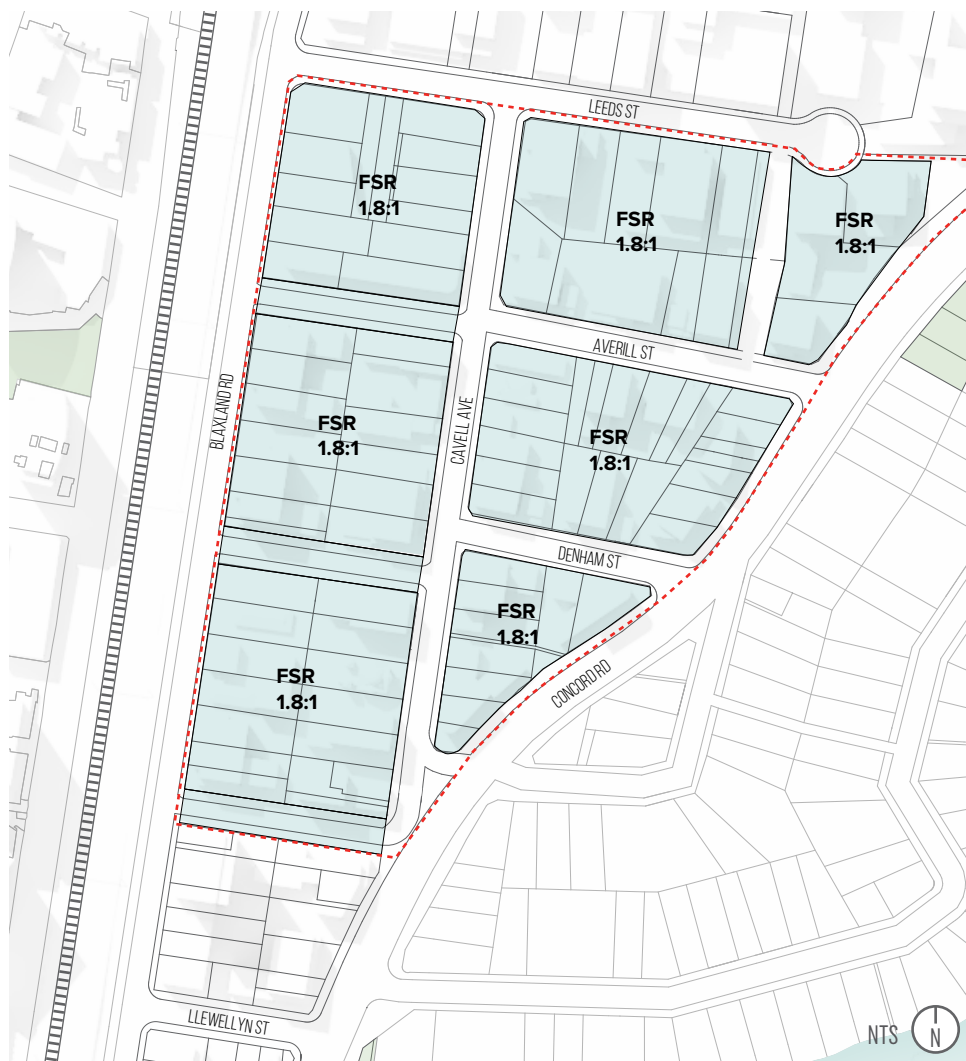 LEEDS ST
FSR
1.8:1
FSR
1.8:1
FSR
1.8:1
AVERILL ST
BLAXLAND RD
CAVELL AVE
FSR
1.8:1
FSR
1.8:1
DENHAM ST
FSR
1.8:1
CONCORD RD
FSR
1.8:1
LLEWELLYN ST
NTS
N